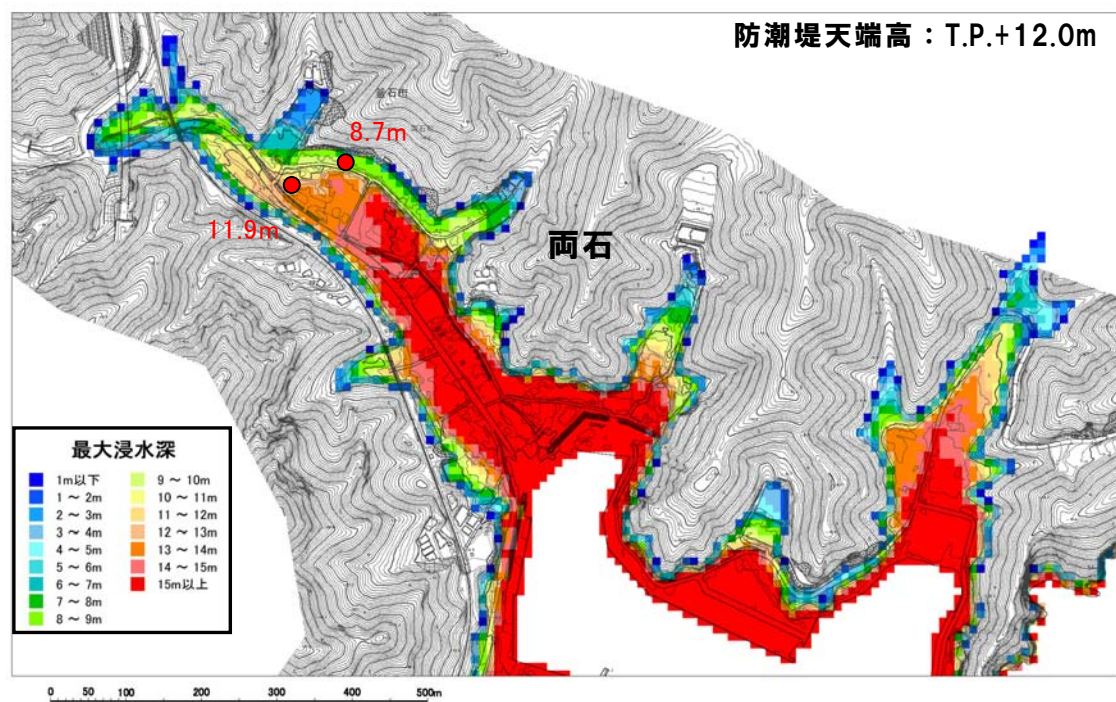 防潮堤天端高：T.P.+12.0m
釜石市
8.7m
11.9m
両石
最大浸水深
1m以下
1 ～ 2m
2 ～ 3m
3 ～ 4m
4 ～ 5m
5 ～ 6m
6 ～ 7m
7 ～ 8m
8 ～ 9m
9 ～ 10m
10 ～ 11m
11 ～ 12m
12 ～ 13m
13 ～ 14m
14 ～ 15m
15m以上
0 50 100 200 300 400 500m